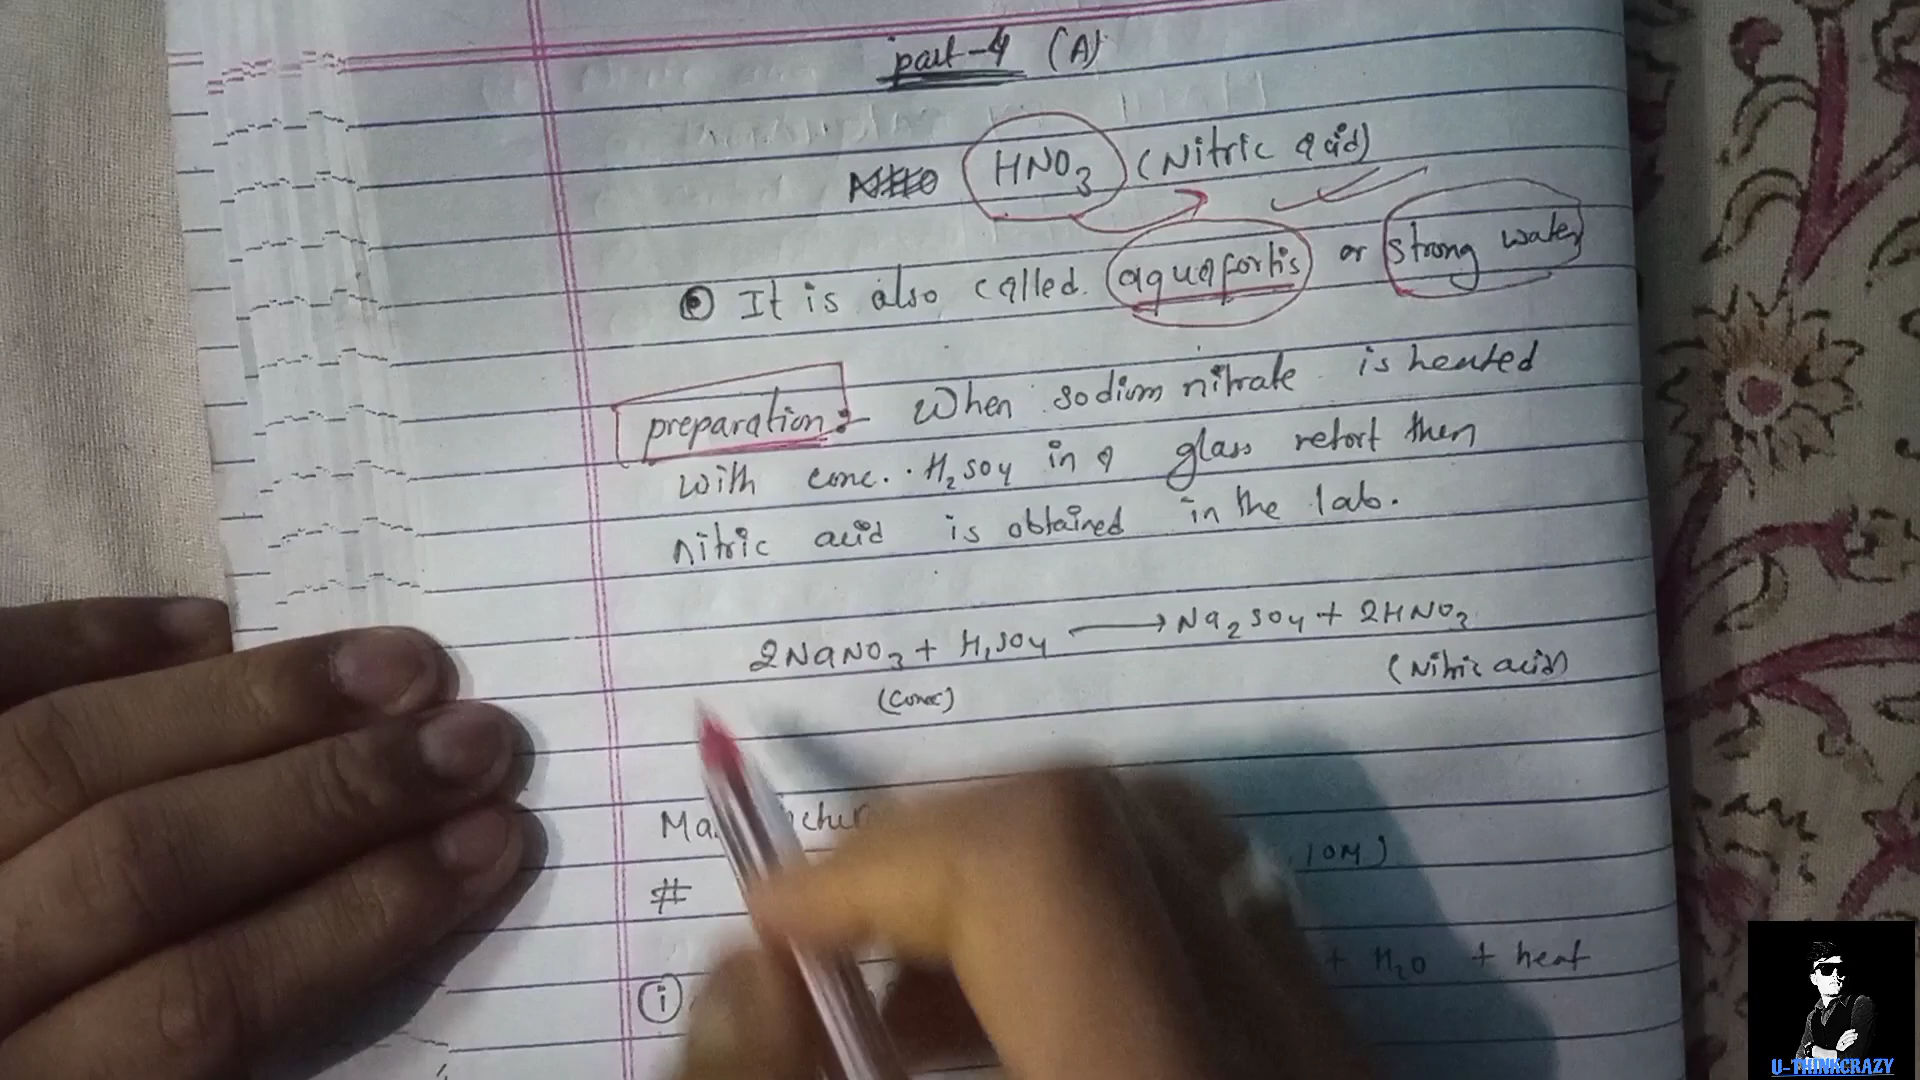 part-4 (A)
HNO3 (Nitric acid)
It is also called aquafortis or strong water
preparation:- When sodium nitrate is heated
with conc. H2SO4 in a glass retort then
nitric acid is obtained in the lab.
2NaNO3 + H2SO4 ⟶ Na2SO4 + 2HNO3
(Conc) (Nitric acid)
#
(i) + H2O + heat
U-THINKCRAZY